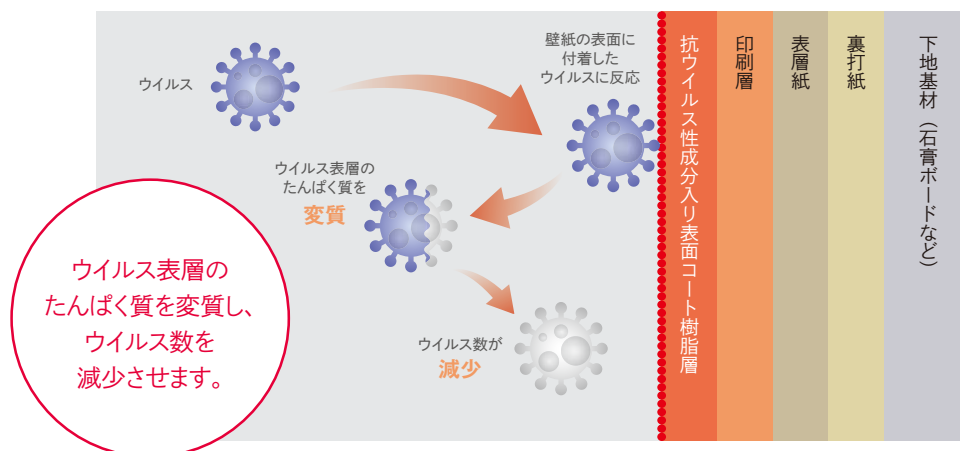 ウイルス
壁紙の表面に
付着した
ウイルスに反応
ウイルス表層の
たんぱく質を
変質
ウイルス数が
減少
ウイルス表層の
たんぱく質を変質し、
ウイルス数を
減少させます。
抗ウイルス性成分入り表面コート樹脂層
印刷層
表層紙
裏打紙
下地基材（石膏ボードなど）